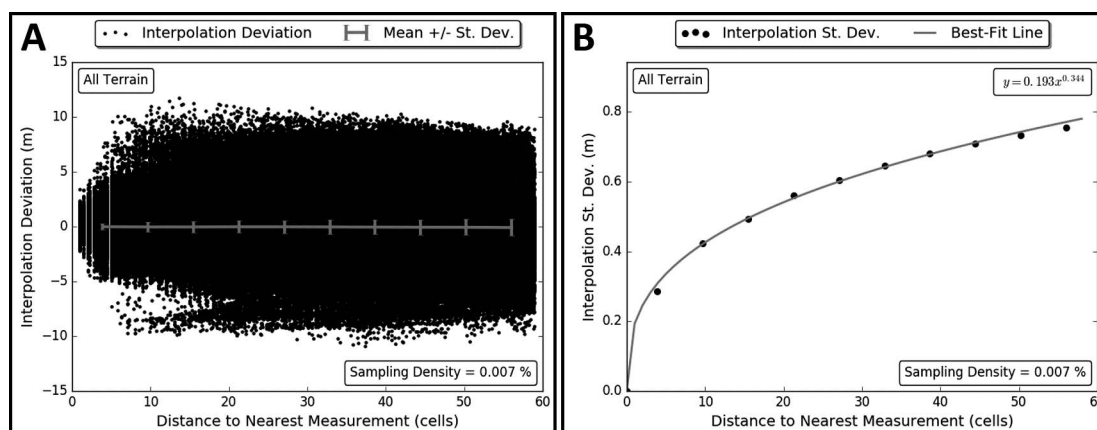 A
Interpolation Deviation
Mean +/- St. Dev.
All Terrain
15
10
5
0
−5
−10
−15
Interpolation Deviation (m)
Sampling Density = 0.007 %
0 10 20 30 40 50 60
Distance to Nearest Measurement (cells)
B
Interpolation St. Dev.
Best-Fit Line
All Terrain
y = 0.193x^0.344
0.8
0.6
0.4
0.2
0.0
Interpolation St. Dev. (m)
Sampling Density = 0.007 %
0 10 20 30 40 50
Distance to Nearest Measurement (cells)